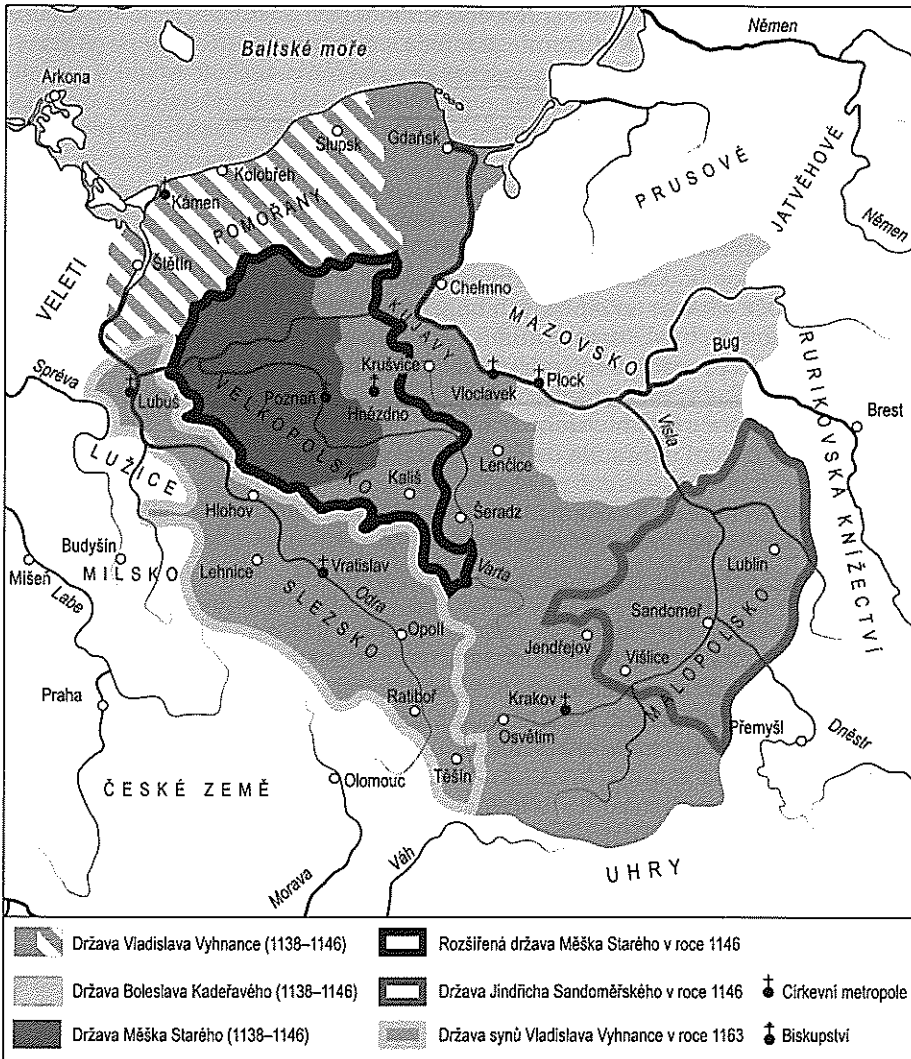 Baltské moře
Němen
Arkona
Slupsk
Gdaňsk
Kolobřeh
Kámen
POMOŘANY
PRUSOVÉ
JATVĚHOVÉ
Němen
Štětín
VELETI
Chelmno
KUJAVY
MAZOVSKO
Bug
RURIKOVSKÁ KNÍŽECTVÍ
Spréva
Lubuš
VELKOPOLSKO
Poznaň
Krušvice
Hnězdno
Vloclavek
Plock
Visla
Brest
LUŽICE
Lenčice
Kališ
Hlohov
Šeradz
Budyšín
MILSKO
Míšeň
Labe
Lehnice
Vratislav
Odra
Varta
Lublin
SLEZSKO
Opolí
Sandoměř
Jendřejov
Višlice
MALOPOLSKO
Praha
Ratiboř
Krakov
Osvětim
Přemyšl
Dněstr
ČESKÉ ZEMĚ
Olomouc
Těšín
Morava
Váh
UHRY
Država Vladislava Vyhnance (1138–1146)
Država Boleslava Kadeřavého (1138–1146)
Država Měška Starého (1138–1146)
Rozšířená država Měška Starého v roce 1146
Država Jindřicha Sandoměřského v roce 1146
Država synů Vladislava Vyhnance v roce 1163
Církevní metropole
Biskupství